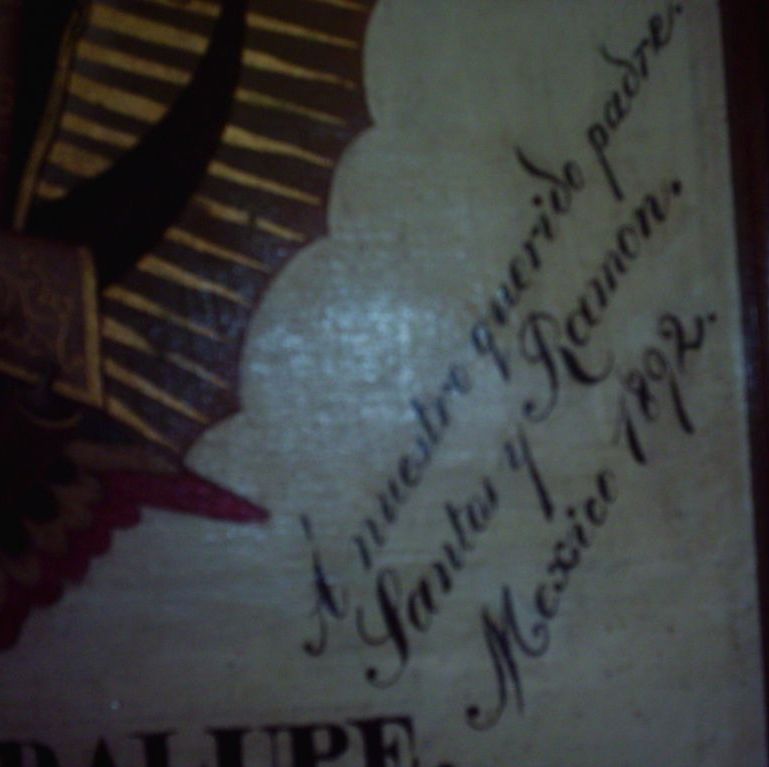 Á nuestro querido padre.
Santos y Ramon.
Mexico 1892.
DALUPE.